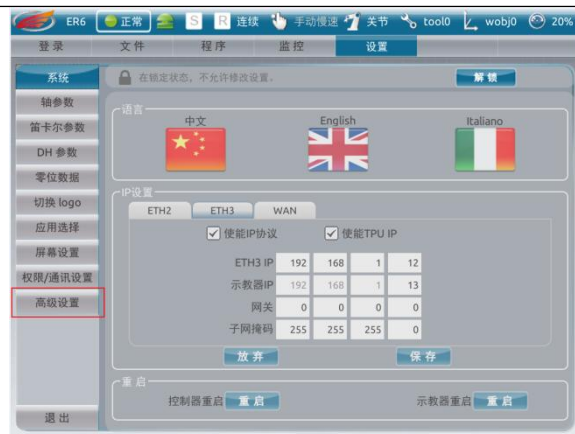 ER6 正常 S R 连续 手动慢速 关节 tool0 wobj0 20%
登录 文件 程序 监控 设置
系统
轴参数
笛卡尔参数
DH 参数
零位数据
切换 logo
应用选择
屏幕设置
权限/通讯设置
高级设置
退出
在锁定状态，不允许修改设置。 解锁
语言
中文 English Italiano
IP设置
ETH2 ETH3 WAN
使能IP协议 使能TPU IP
ETH3 IP 192 168 1 12
示教器IP 192 168 1 13
网关 0 0 0 0
子网掩码 255 255 255 0
放弃 保存
重启
控制器重启 重启 示教器重启 重启